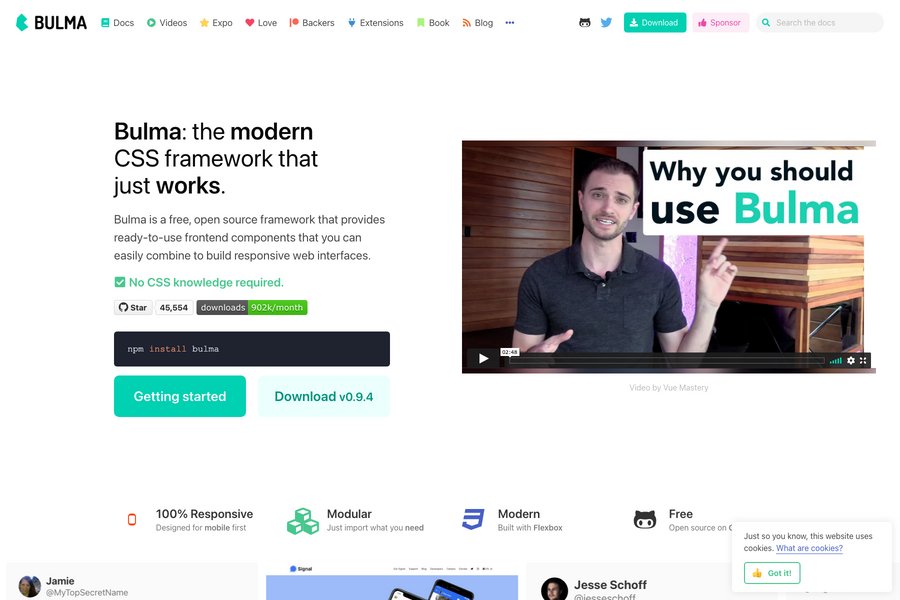 BULMA Docs Videos Expo Love Backers Extensions Book Blog Download Sponsor Search the docs
Bulma: the modern
CSS framework that
just works.
Bulma is a free, open source framework that provides
ready-to-use frontend components that you can
easily combine to build responsive web interfaces.
No CSS knowledge required.
Star 45,554 downloads 902k/month
npm install bulma
Getting started Download v0.9.4
Why you should
use Bulma
02:48
Video by Vue Mastery
100% Responsive
Designed for mobile first
Modular
Just import what you need
Modern
Built with Flexbox
Free
Open source on
Just so you know, this website uses
cookies. What are cookies?
Got it!
Jamie
@MyTopSecretName
Signal
Jesse Schoff
@jesseschoff